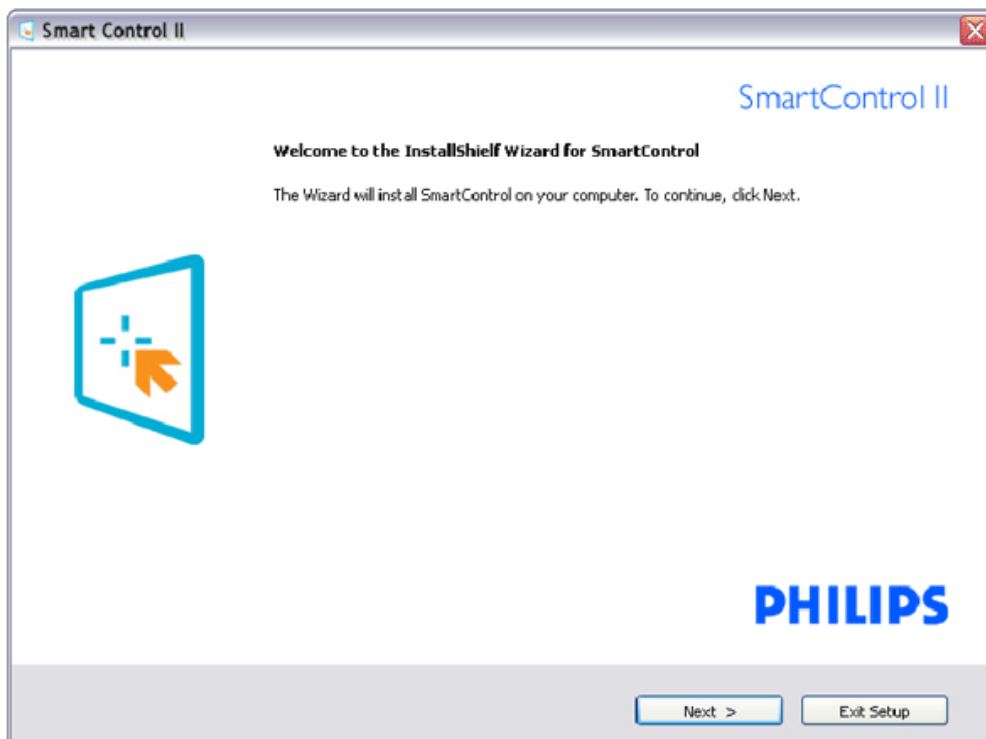 Smart Control II
SmartControl II
Welcome to the InstallShielf Wizard for SmartControl
The Wizard will install SmartControl on your computer. To continue, click Next.
PHILIPS
Next >
Exit Setup